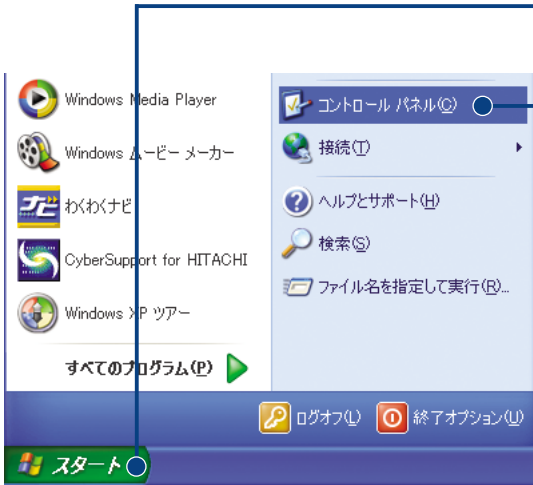 Windows Media Player
Windows ムービー メーカー
わくわくナビ
CyberSupport for HITACHI
Windows XP ツアー
すべてのプログラム(P)
コントロール パネル(C)
接続(T)
ヘルプとサポート(H)
検索(S)
ファイル名を指定して実行(R)...
ログオフ(L)
終了オプション(U)
スタート